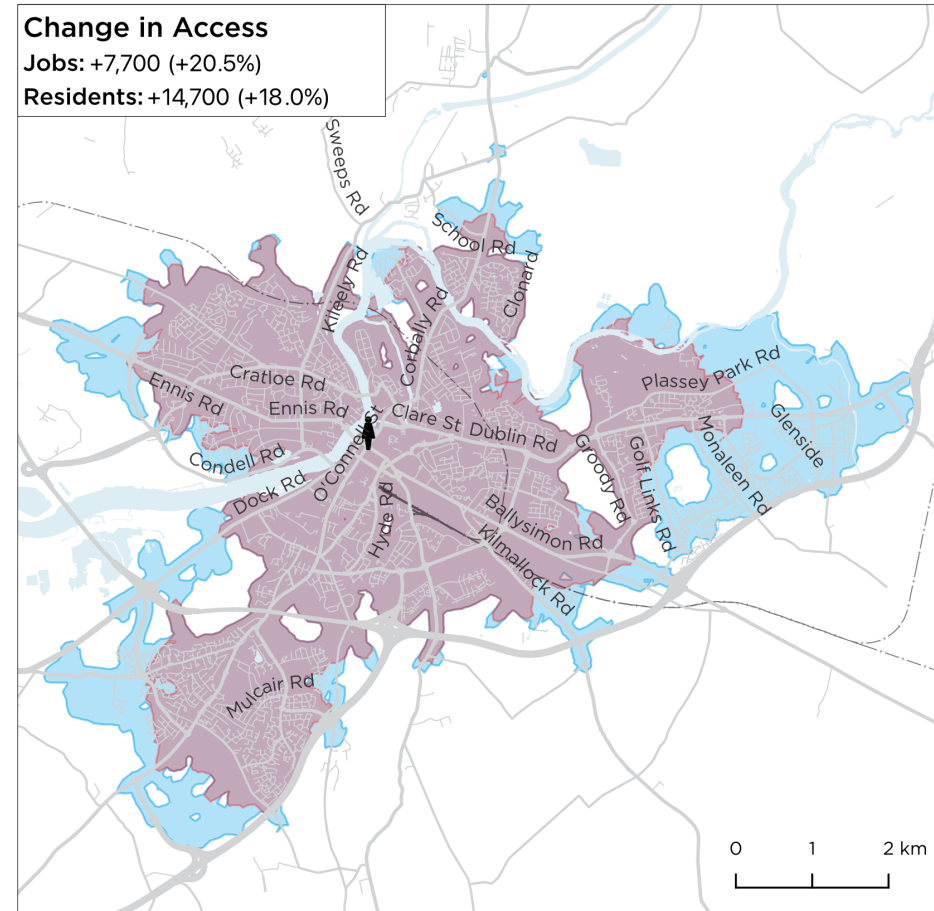 Change in Access
Jobs: +7,700 (+20.5%)
Residents: +14,700 (+18.0%)
Sweeps Rd
School Rd
Clonard
Kileely Rd
Corbally Rd
Plassey Park Rd
Cratloe Rd
Ennis Rd
Ennis Rd
Clare St
Dublin Rd
Glenside
Monaleen Rd
Golf Links Rd
Groody Rd
O'Connell St
Condell Rd
Dock Rd
Hyde Rd
Ballysimon Rd
Kilmallock Rd
Mulcair Rd
0 1 2 km